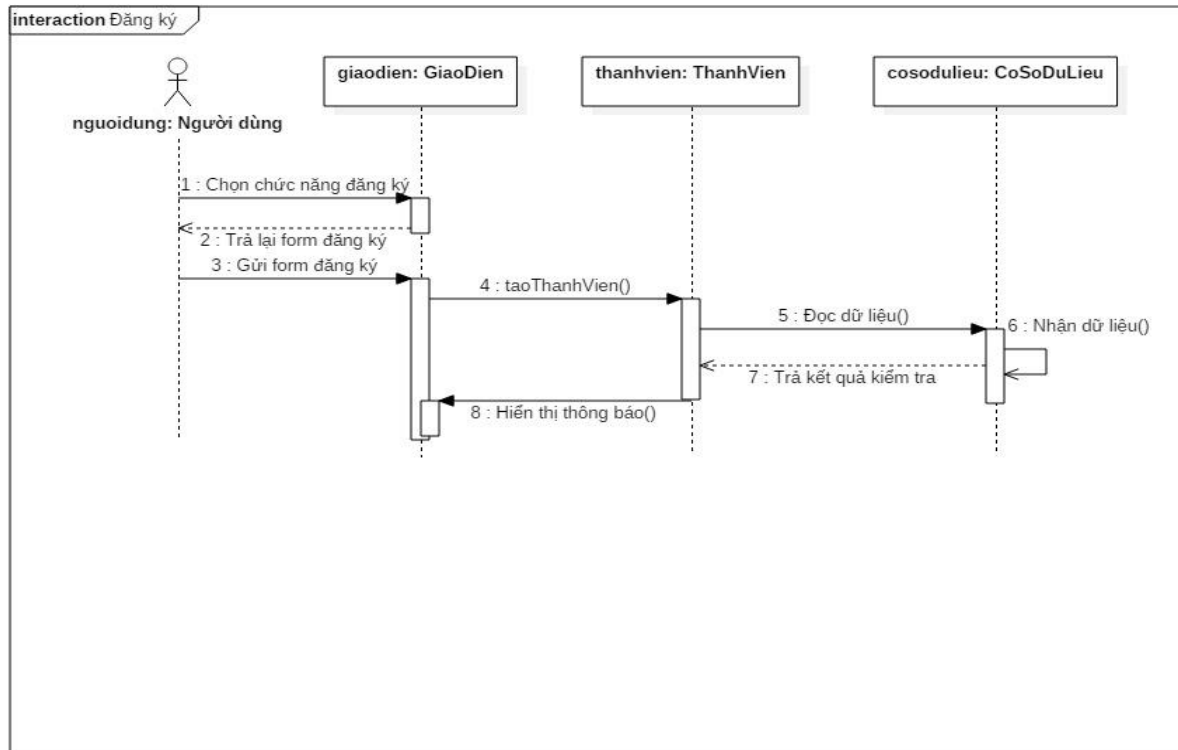 interaction Đăng ký
giaodien: GiaoDien
thanhvien: ThanhVien
cosodulieu: CoSoDuLieu
nguoidung: Người dùng
1 : Chọn chức năng đăng ký
2 : Trả lại form đăng ký
3 : Gửi form đăng ký
4 : taoThanhVien()
5 : Đọc dữ liệu()
6 : Nhận dữ liệu()
7 : Trả kết quả kiểm tra
8 : Hiển thị thông báo()